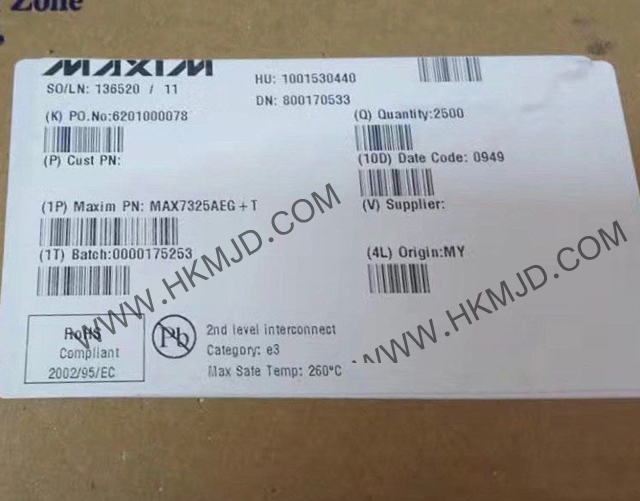 Zone
MAXIM
SO/LN: 136520 / 11
HU: 1001530440
DN: 800170533
(K) PO.No:6201000078
(Q) Quantity:2500
(P) Cust PN:
(10D) Date Code: 0949
(1P) Maxim PN: MAX7325AEG+T
(V) Supplier:
(1T) Batch:0000175253
(4L) Origin:MY
WWW.HKMJD.COM
WWW.HKMJD.COM
RoHS
Compliant
2002/95/EC
Pb
2nd level interconnect
Category: e3
Max Safe Temp: 260°C